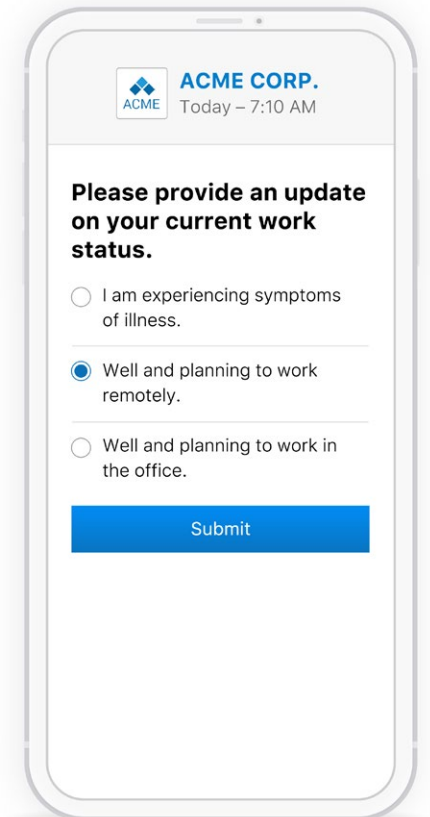 ACME
ACME CORP.
Today – 7:10 AM
Please provide an update
on your current work
status.
I am experiencing symptoms
of illness.
Well and planning to work
remotely.
Well and planning to work in
the office.
Submit